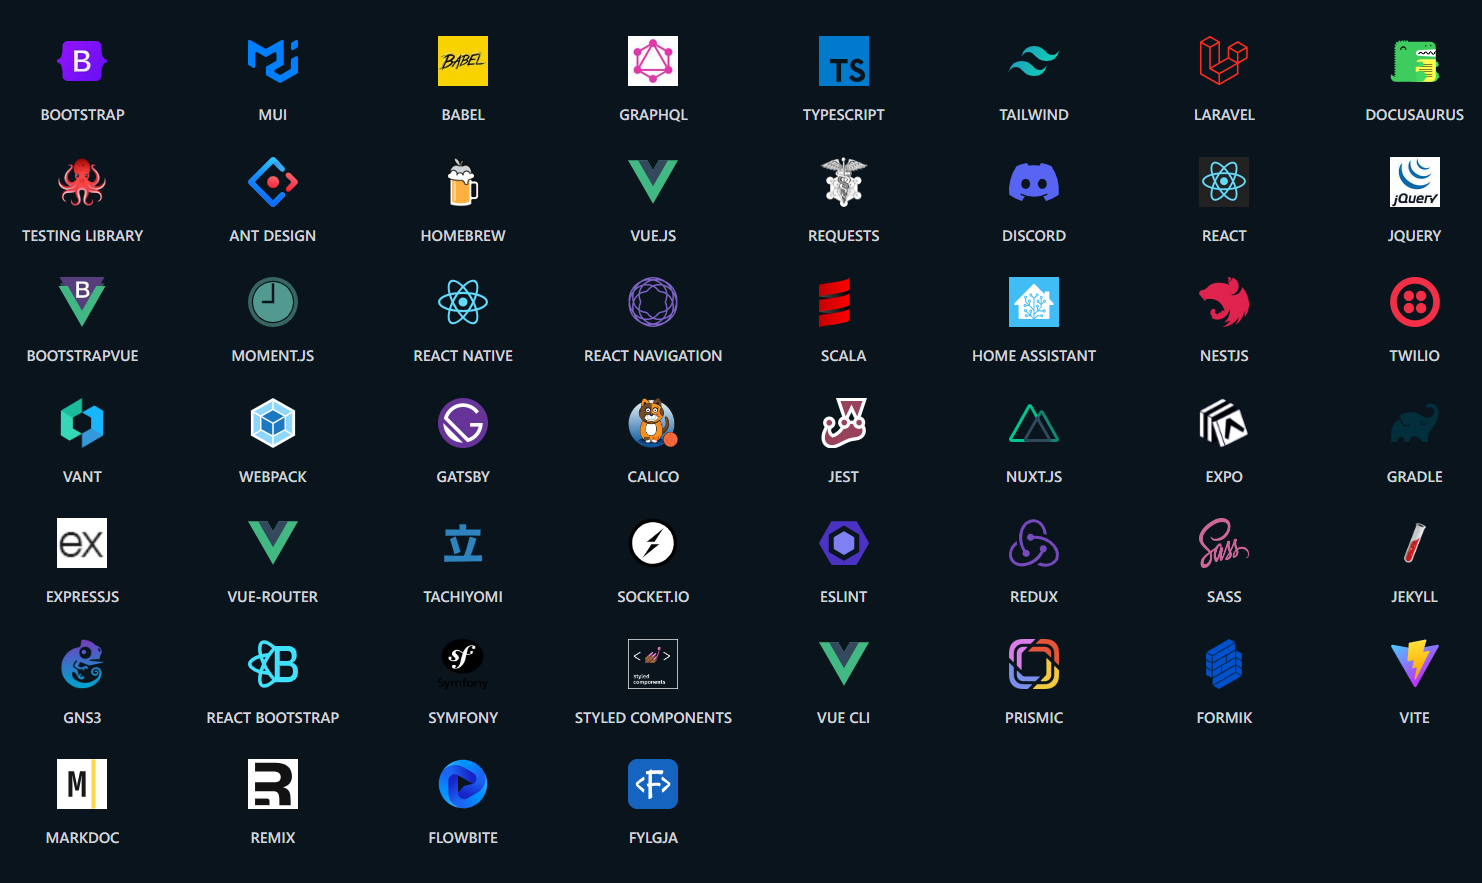 B
BABEL
TS
BOOTSTRAP
MUI
BABEL
GRAPHQL
TYPESCRIPT
TAILWIND
LARAVEL
DOCUSAURUS
jQuery
TESTING LIBRARY
ANT DESIGN
HOMEBREW
VUE.JS
REQUESTS
DISCORD
REACT
JQUERY
B
BOOTSTRAPVUE
MOMENT.JS
REACT NATIVE
REACT NAVIGATION
SCALA
HOME ASSISTANT
NESTJS
TWILIO
VANT
WEBPACK
GATSBY
CALICO
JEST
NUXT.JS
EXPO
GRADLE
ex
立
Sass
EXPRESSJS
VUE-ROUTER
TACHIYOMI
SOCKET.IO
ESLINT
REDUX
SASS
JEKYLL
B
sf
Symfony
< >
styled
components
GNS3
REACT BOOTSTRAP
SYMFONY
STYLED COMPONENTS
VUE CLI
PRISMIC
FORMIK
VITE
M
R
<F>
MARKDOC
REMIX
FLOWBITE
FYLGJA